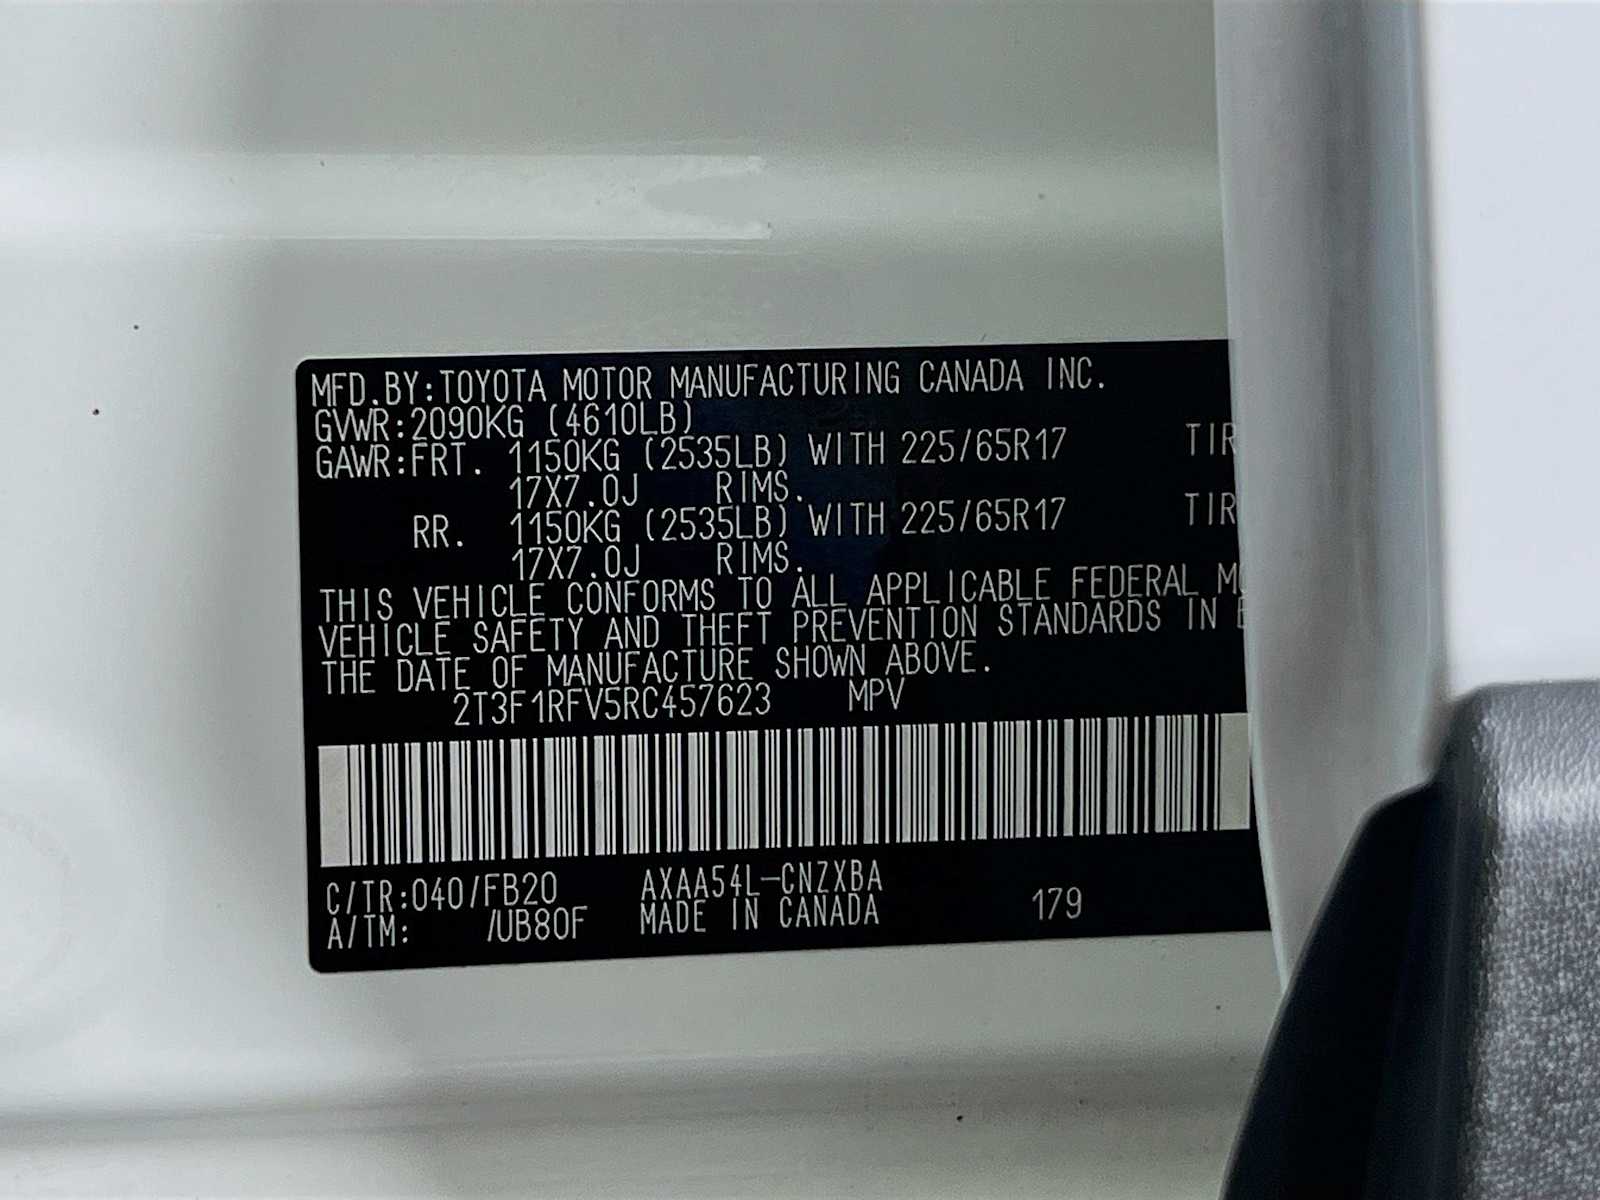 MFD.BY:TOYOTA MOTOR MANUFACTURING CANADA INC.
GVWR:2090KG (4610LB)
GAWR:FRT. 1150KG (2535LB) WITH 225/65R17 TIR
17X7.0J RIMS.
RR. 1150KG (2535LB) WITH 225/65R17 TIR
17X7.0J RIMS.
THIS VEHICLE CONFORMS TO ALL APPLICABLE FEDERAL M
VEHICLE SAFETY AND THEFT PREVENTION STANDARDS IN E
THE DATE OF MANUFACTURE SHOWN ABOVE.
2T3F1RFV5RC457623 MPV
C/TR:040/FB20 AXAA54L-CNZXBA
A/TM: /UB80F MADE IN CANADA 179